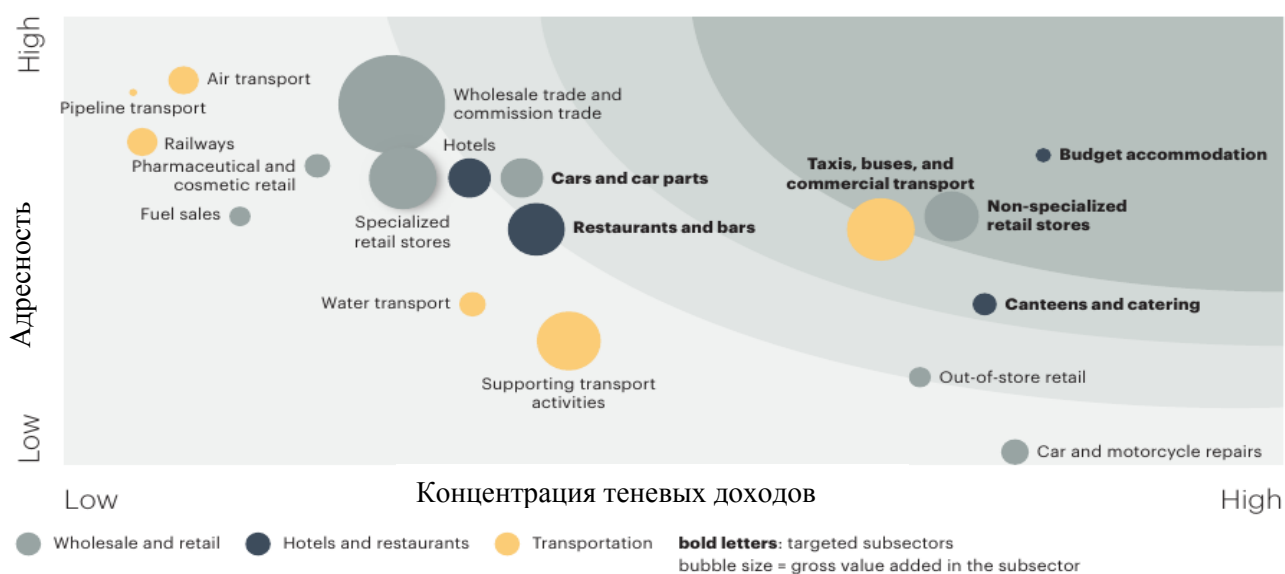 High
Air transport
Pipeline transport
Wholesale trade and
commission trade
Railways
Hotels
Pharmaceutical and
cosmetic retail
Cars and car parts
Taxis, buses, and
commercial transport
Budget accommodation
Fuel sales
Specialized
retail stores
Restaurants and bars
Non-specialized
retail stores
Адресность
Water transport
Canteens and catering
Supporting transport
activities
Out-of-store retail
Low
Car and motorcycle repairs
Low
Концентрация теневых доходов
High
Wholesale and retail
Hotels and restaurants
Transportation
bold letters: targeted subsectors
bubble size = gross value added in the subsector